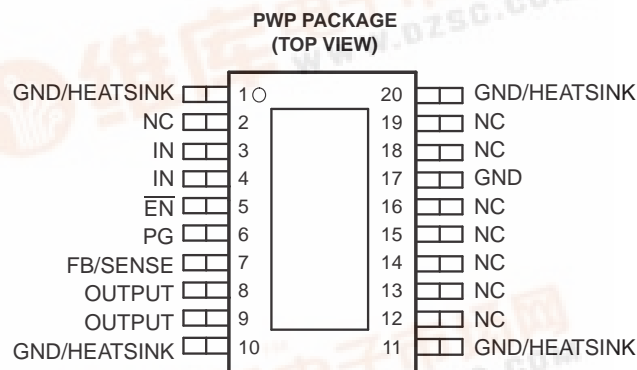 PWP PACKAGE
(TOP VIEW)
GND/HEATSINK 1 20 GND/HEATSINK
NC 2 19 NC
IN 3 18 NC
IN 4 17 GND
EN 5 16 NC
PG 6 15 NC
FB/SENSE 7 14 NC
OUTPUT 8 13 NC
OUTPUT 9 12 NC
GND/HEATSINK 10 11 GND/HEATSINK